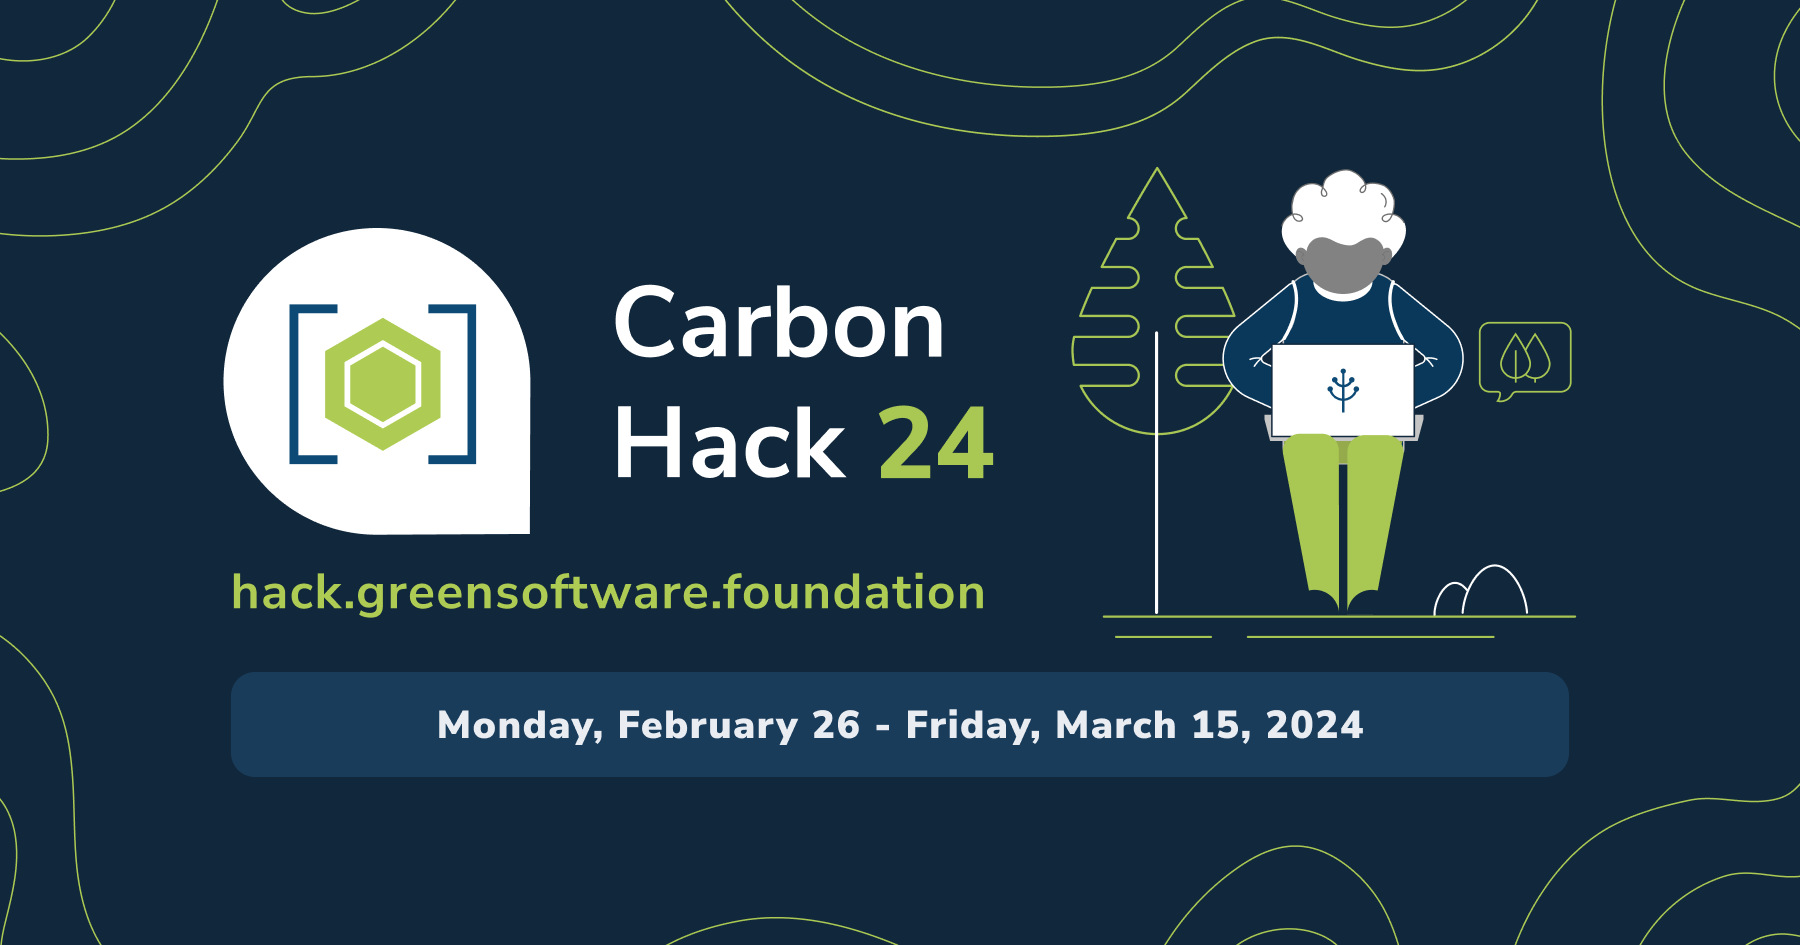 Carbon
Hack 24
hack.greensoftware.foundation
Monday, February 26 - Friday, March 15, 2024